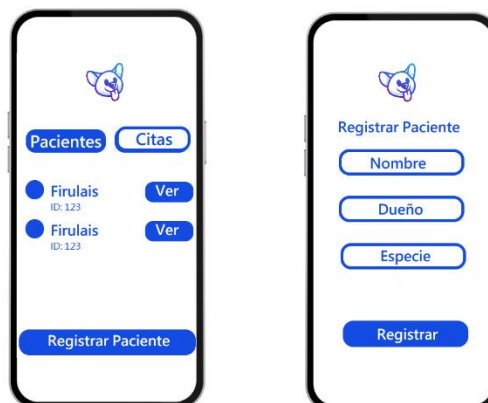 Pacientes
Citas
Firulais
Ver
ID: 123
Firulais
Ver
ID: 123
Registrar Paciente
Registrar Paciente
Nombre
Dueño
Especie
Registrar